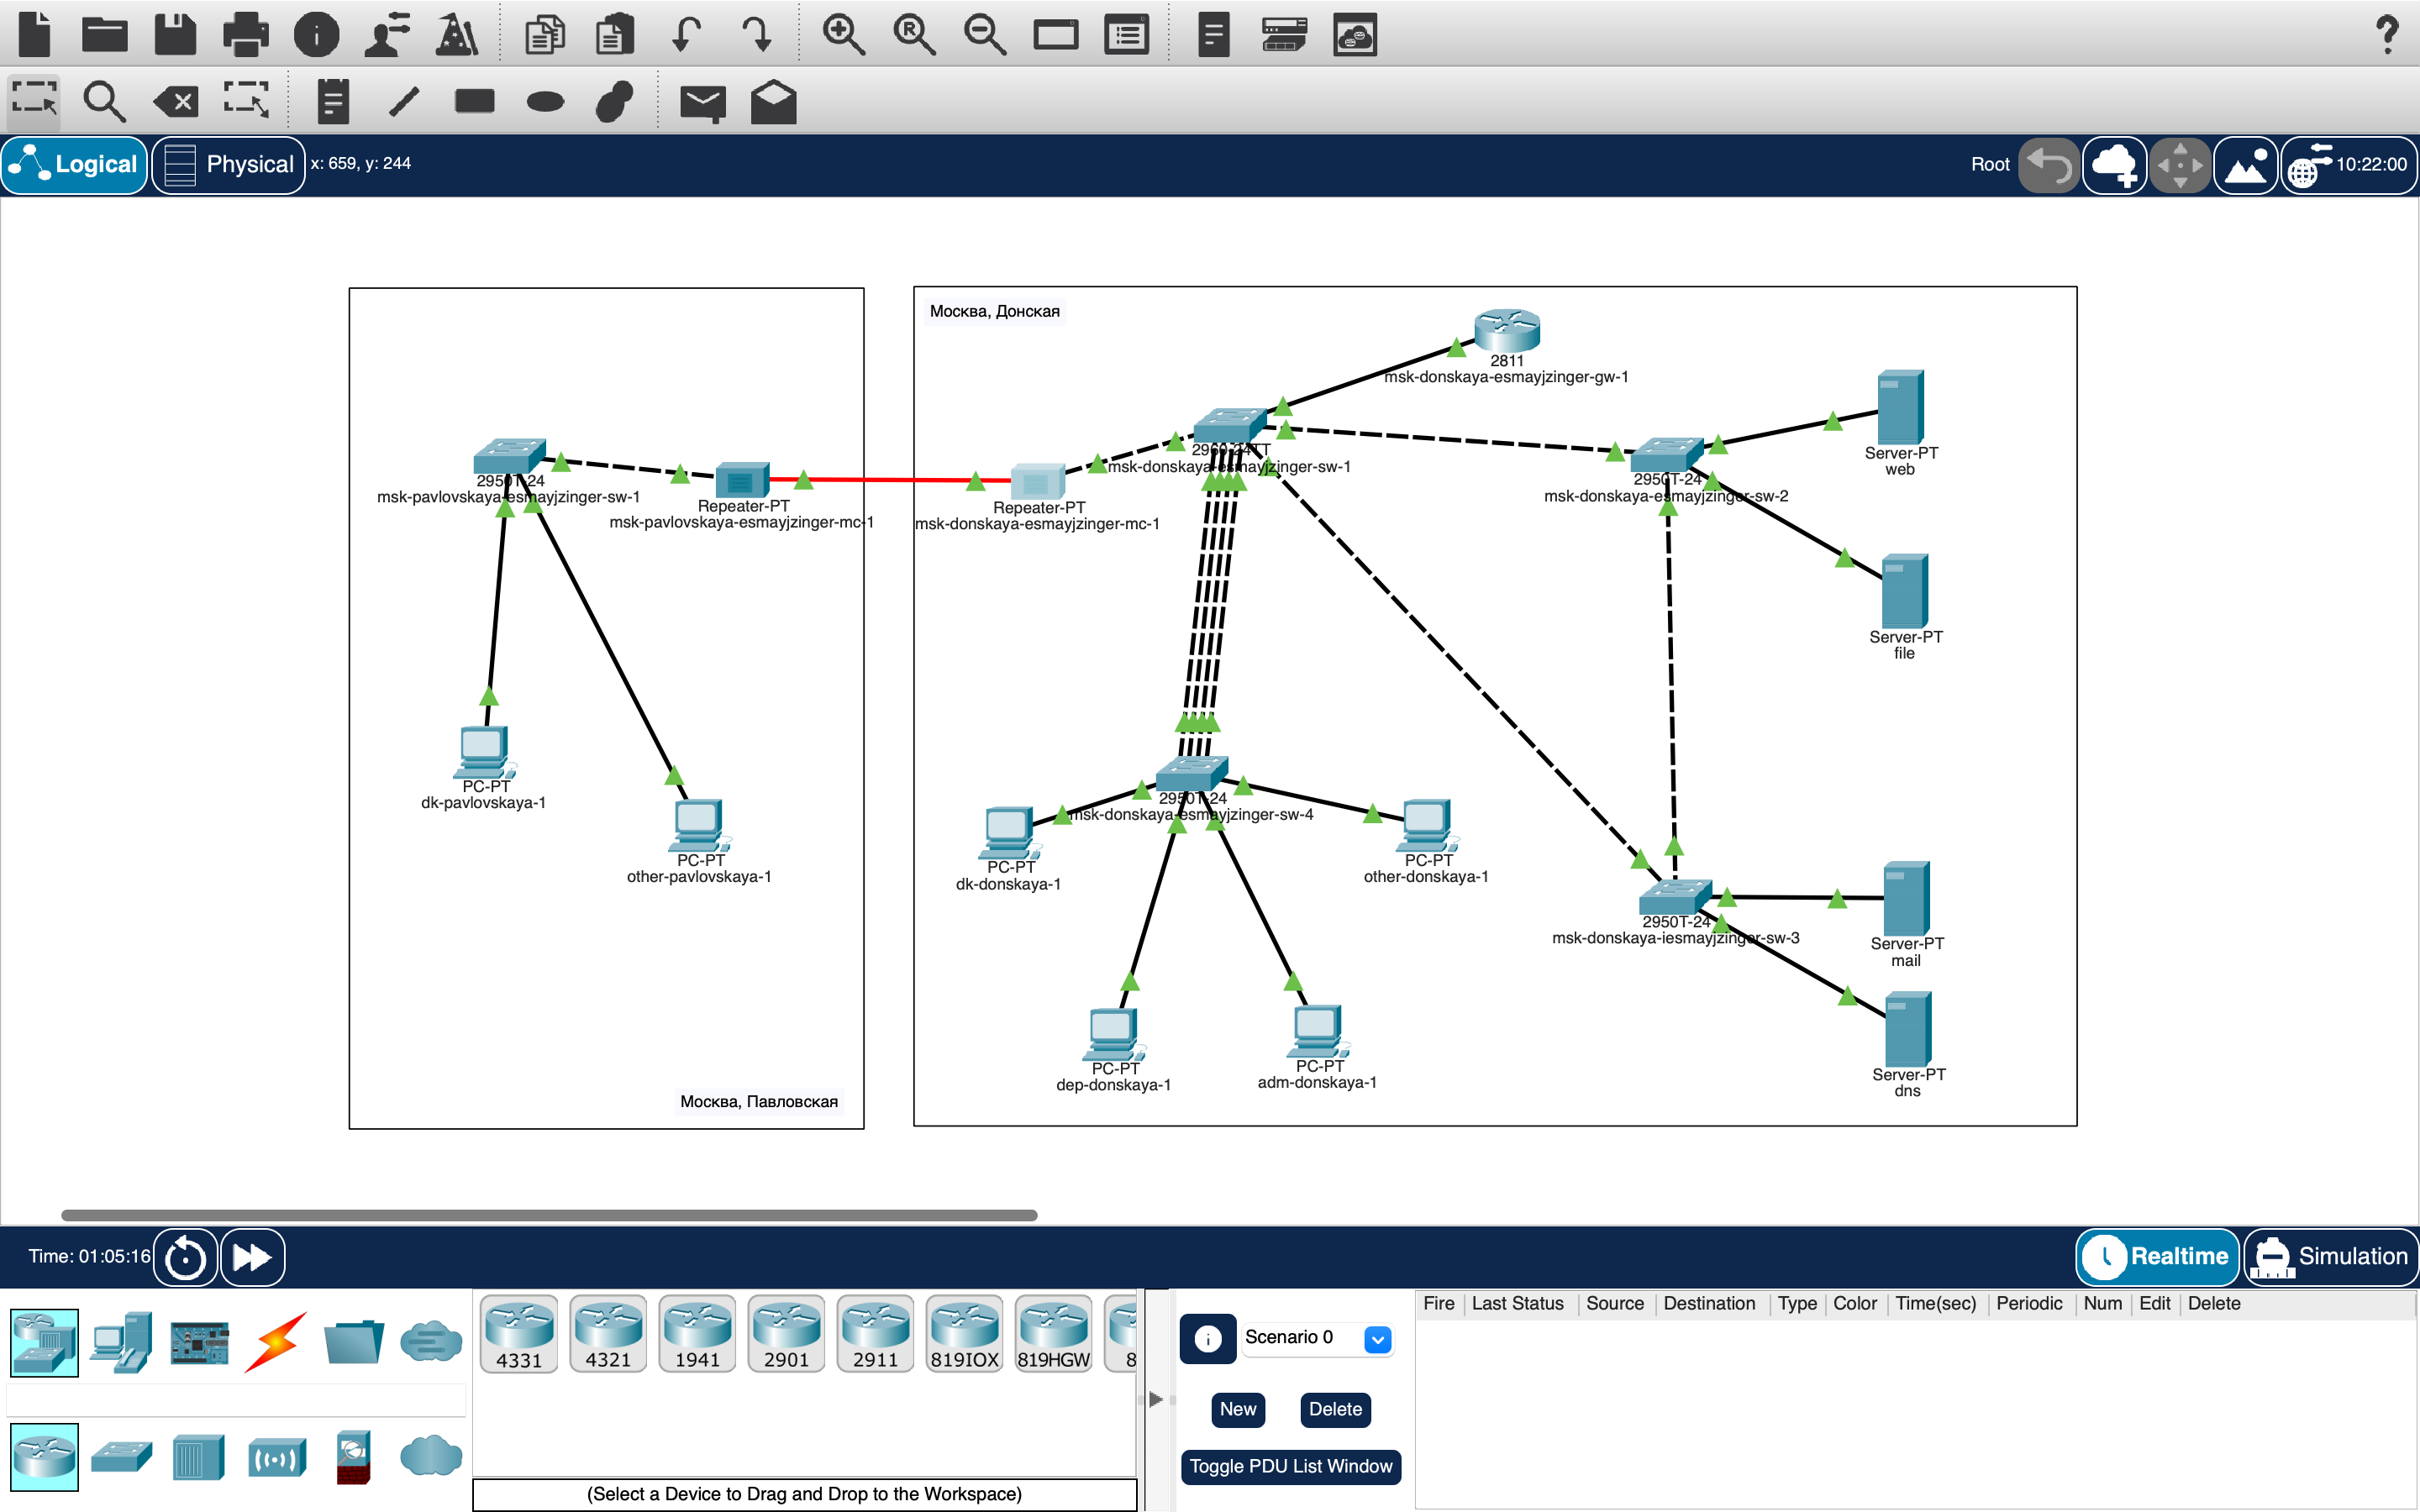 Logical
Physical
x: 659, y: 244
Root
10:22:00
Москва, Донская
2811
msk-donskaya-esmayjzinger-gw-1
2960-24TT
msk-donskaya-esmayjzinger-sw-1
Server-PT
web
2950T-24
msk-pavlovskaya-esmayjzinger-sw-1
2950T-24
msk-donskaya-esmayjzinger-sw-2
Repeater-PT
msk-pavlovskaya-esmayjzinger-mc-1
Repeater-PT
msk-donskaya-esmayjzinger-mc-1
Server-PT
file
PC-PT
dk-pavlovskaya-1
2950T-24
msk-donskaya-esmayjzinger-sw-4
PC-PT
other-pavlovskaya-1
PC-PT
dk-donskaya-1
PC-PT
other-donskaya-1
2950T-24
msk-donskaya-iesmayjzinger-sw-3
Server-PT
mail
PC-PT
dep-donskaya-1
PC-PT
adm-donskaya-1
Server-PT
dns
Москва, Павловская
Time: 01:05:16
Realtime
Simulation
4331
4321
1941
2901
2911
819IOX
819HGW
8
(Select a Device to Drag and Drop to the Workspace)
Scenario 0
New
Delete
Toggle PDU List Window
Fire Last Status Source Destination Type Color Time(sec) Periodic Num Edit Delete